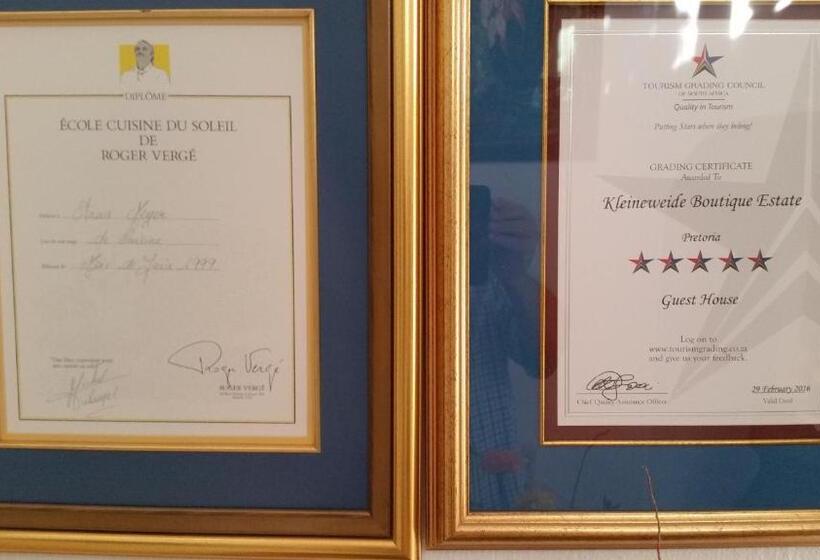 DIPLÔME
ÉCOLE CUISINE DU SOLEIL
DE
ROGER VERGÉ
1999
Roger Vergé
ROGER VERGÉ
TOURISM GRADING COUNCIL
OF SOUTH AFRICA
Quality in Tourism
Putting Stars where they belong!
GRADING CERTIFICATE
Awarded To
Kleineweide Boutique Estate
Pretoria
Guest House
Log on to
www.tourismgrading.co.za
and give us your feedback.
Chief Quality Assurance Officer
29 February 2016
Valid Until